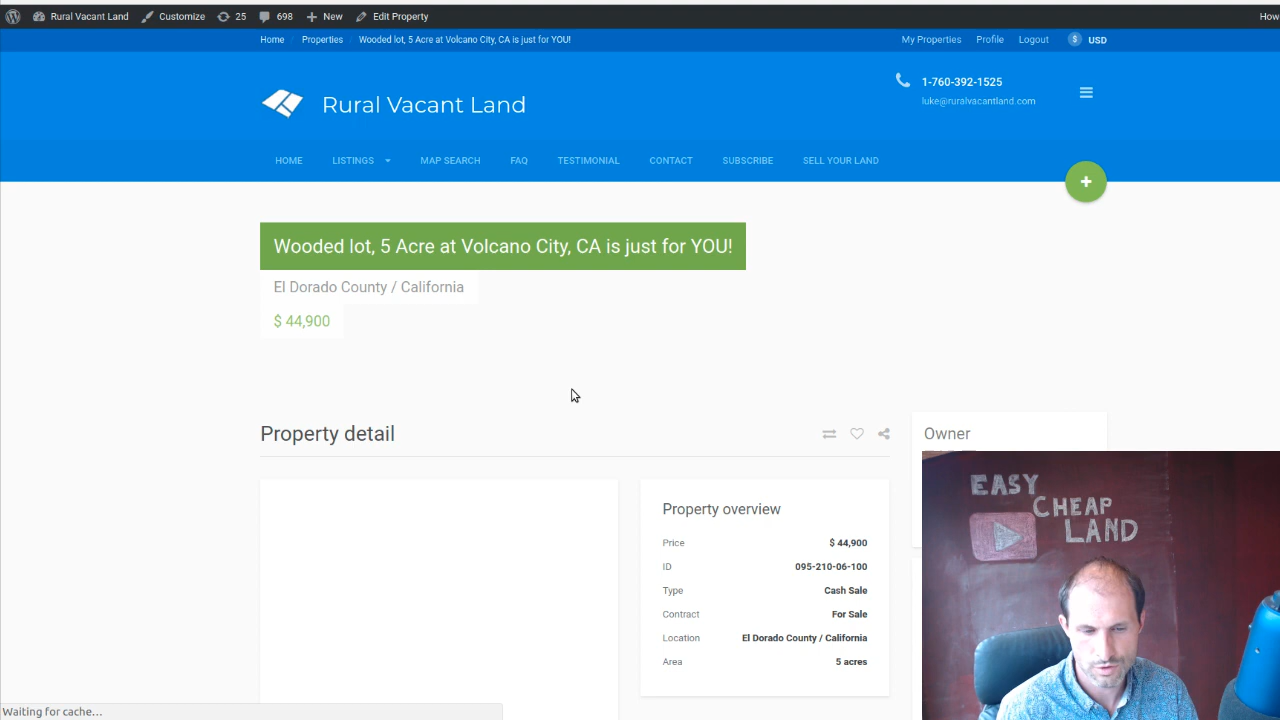 Rural Vacant Land
Customize
25
698
New
Edit Property
How
Home
Properties
Wooded lot, 5 Acre at Volcano City, CA is just for YOU!
My Properties
Profile
Logout
$
USD
Rural Vacant Land
1-760-392-1525
luke@ruralvacantland.com
HOME
LISTINGS
MAP SEARCH
FAQ
TESTIMONIAL
CONTACT
SUBSCRIBE
SELL YOUR LAND
Wooded lot, 5 Acre at Volcano City, CA is just for YOU!
El Dorado County / California
$ 44,900
Property detail
Owner
Property overview
Price $ 44,900
ID 095-210-06-100
Type Cash Sale
Contract For Sale
Location El Dorado County / California
Area 5 acres
EASY
CHEAP
LAND
Waiting for cache...